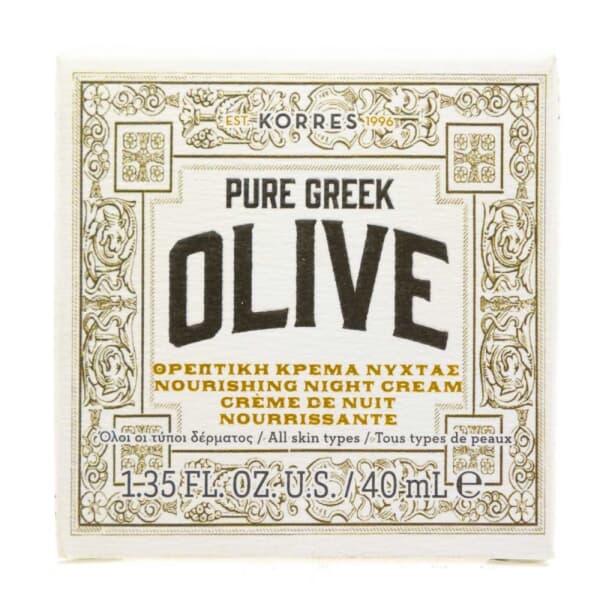 EST. KORRES 1996
PURE GREEK
OLIVE
ΘΡΕΠΤΙΚΗ ΚΡΕΜΑ ΝΥΧΤΑΣ
NOURISHING NIGHT CREAM
CRÈME DE NUIT
NOURRISSANTE
Όλοι οι τύποι δέρματος / All skin types / Tous types de peaux
1.35 FL. OZ. U.S. / 40 mL ℮